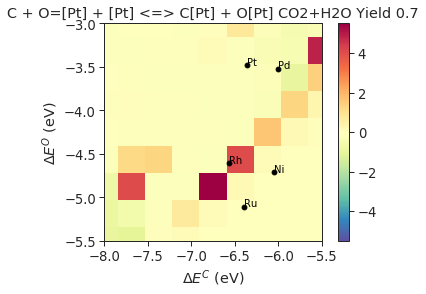 C + O=[Pt] + [Pt] <=> C[Pt] + O[Pt] CO2+H2O Yield 0.7
−3.0
−3.5
−4.0
−4.5
−5.0
−5.5
ΔE^O (eV)
Pt
Pd
Rh
Ni
Ru
−8.0 −7.5 −7.0 −6.5 −6.0 −5.5
ΔE^C (eV)
4
2
0
−2
−4